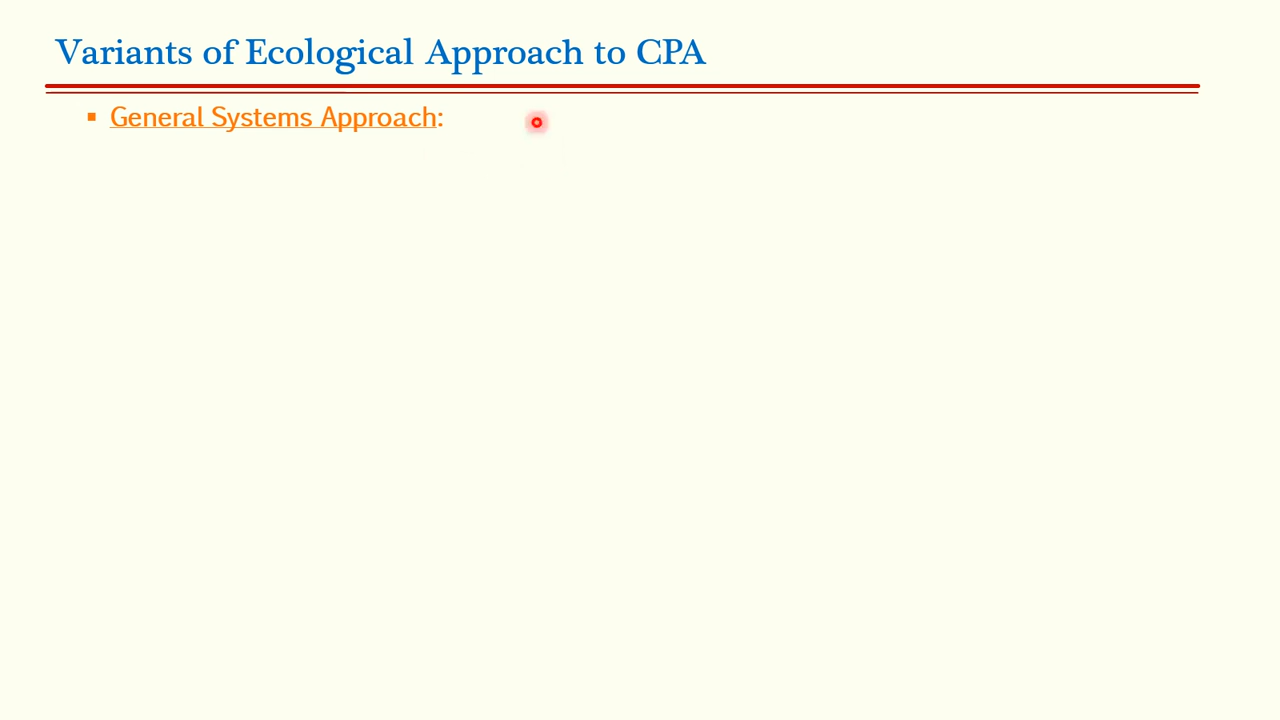 Variants of Ecological Approach to CPA
▪ General Systems Approach: